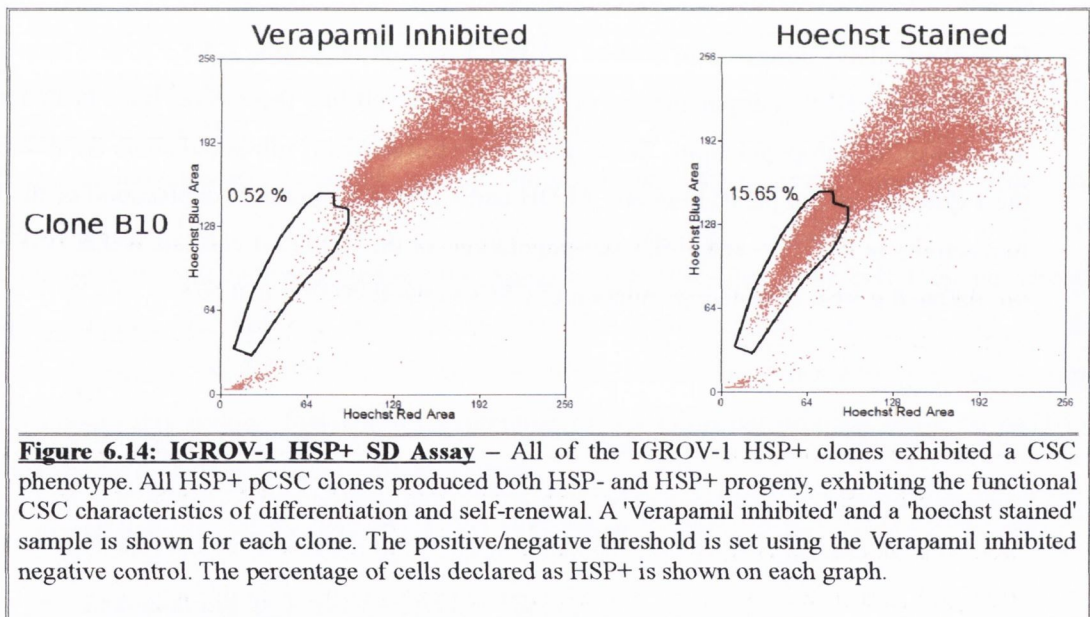 Verapamil Inhibited
Hoechst Stained
Clone B10
256
192
128
64
0
Hoechst Blue Area
0.52 %
0
64
128
192
256
Hoechst Red Area
256
192
128
64
0
Hoechst Blue Area
15.65 %
0
64
128
192
256
Hoechst Red Area
Figure 6.14: IGROV-1 HSP+ SD Assay – All of the IGROV-1 HSP+ clones exhibited a CSC
phenotype. All HSP+ pCSC clones produced both HSP- and HSP+ progeny, exhibiting the functional
CSC characteristics of differentiation and self-renewal. A 'Verapamil inhibited' and a 'hoechst stained'
sample is shown for each clone. The positive/negative threshold is set using the Verapamil inhibited
negative control. The percentage of cells declared as HSP+ is shown on each graph.